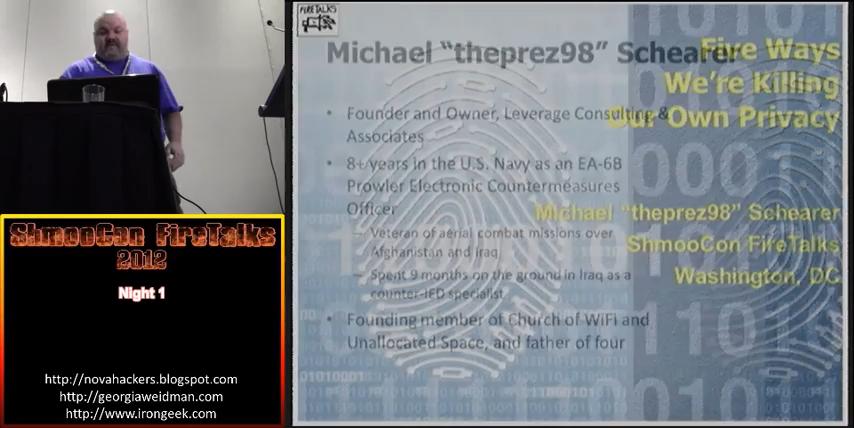 FIRETALKS
Michael "theprez98" Schearer
Five Ways
We're Killing
Our Own Privacy
• Founder and Owner, Leverage Consulting &
Associates
• 8+ years in the U.S. Navy as an EA-6B
Prowler Electronic Countermeasures
Officer
– Veteran of aerial combat missions over
Afghanistan and Iraq
– Spent 9 months on the ground in Iraq as a
counter-IED specialist
• Founding member of Church of WiFi and
Unallocated Space, and father of four
Michael "theprez98" Schearer
ShmooCon FireTalks
Washington, DC
ShmooCon FireTalks
2012
Night 1
http://novahackers.blogspot.com
http://georgiaweidman.com
http://www.irongeek.com